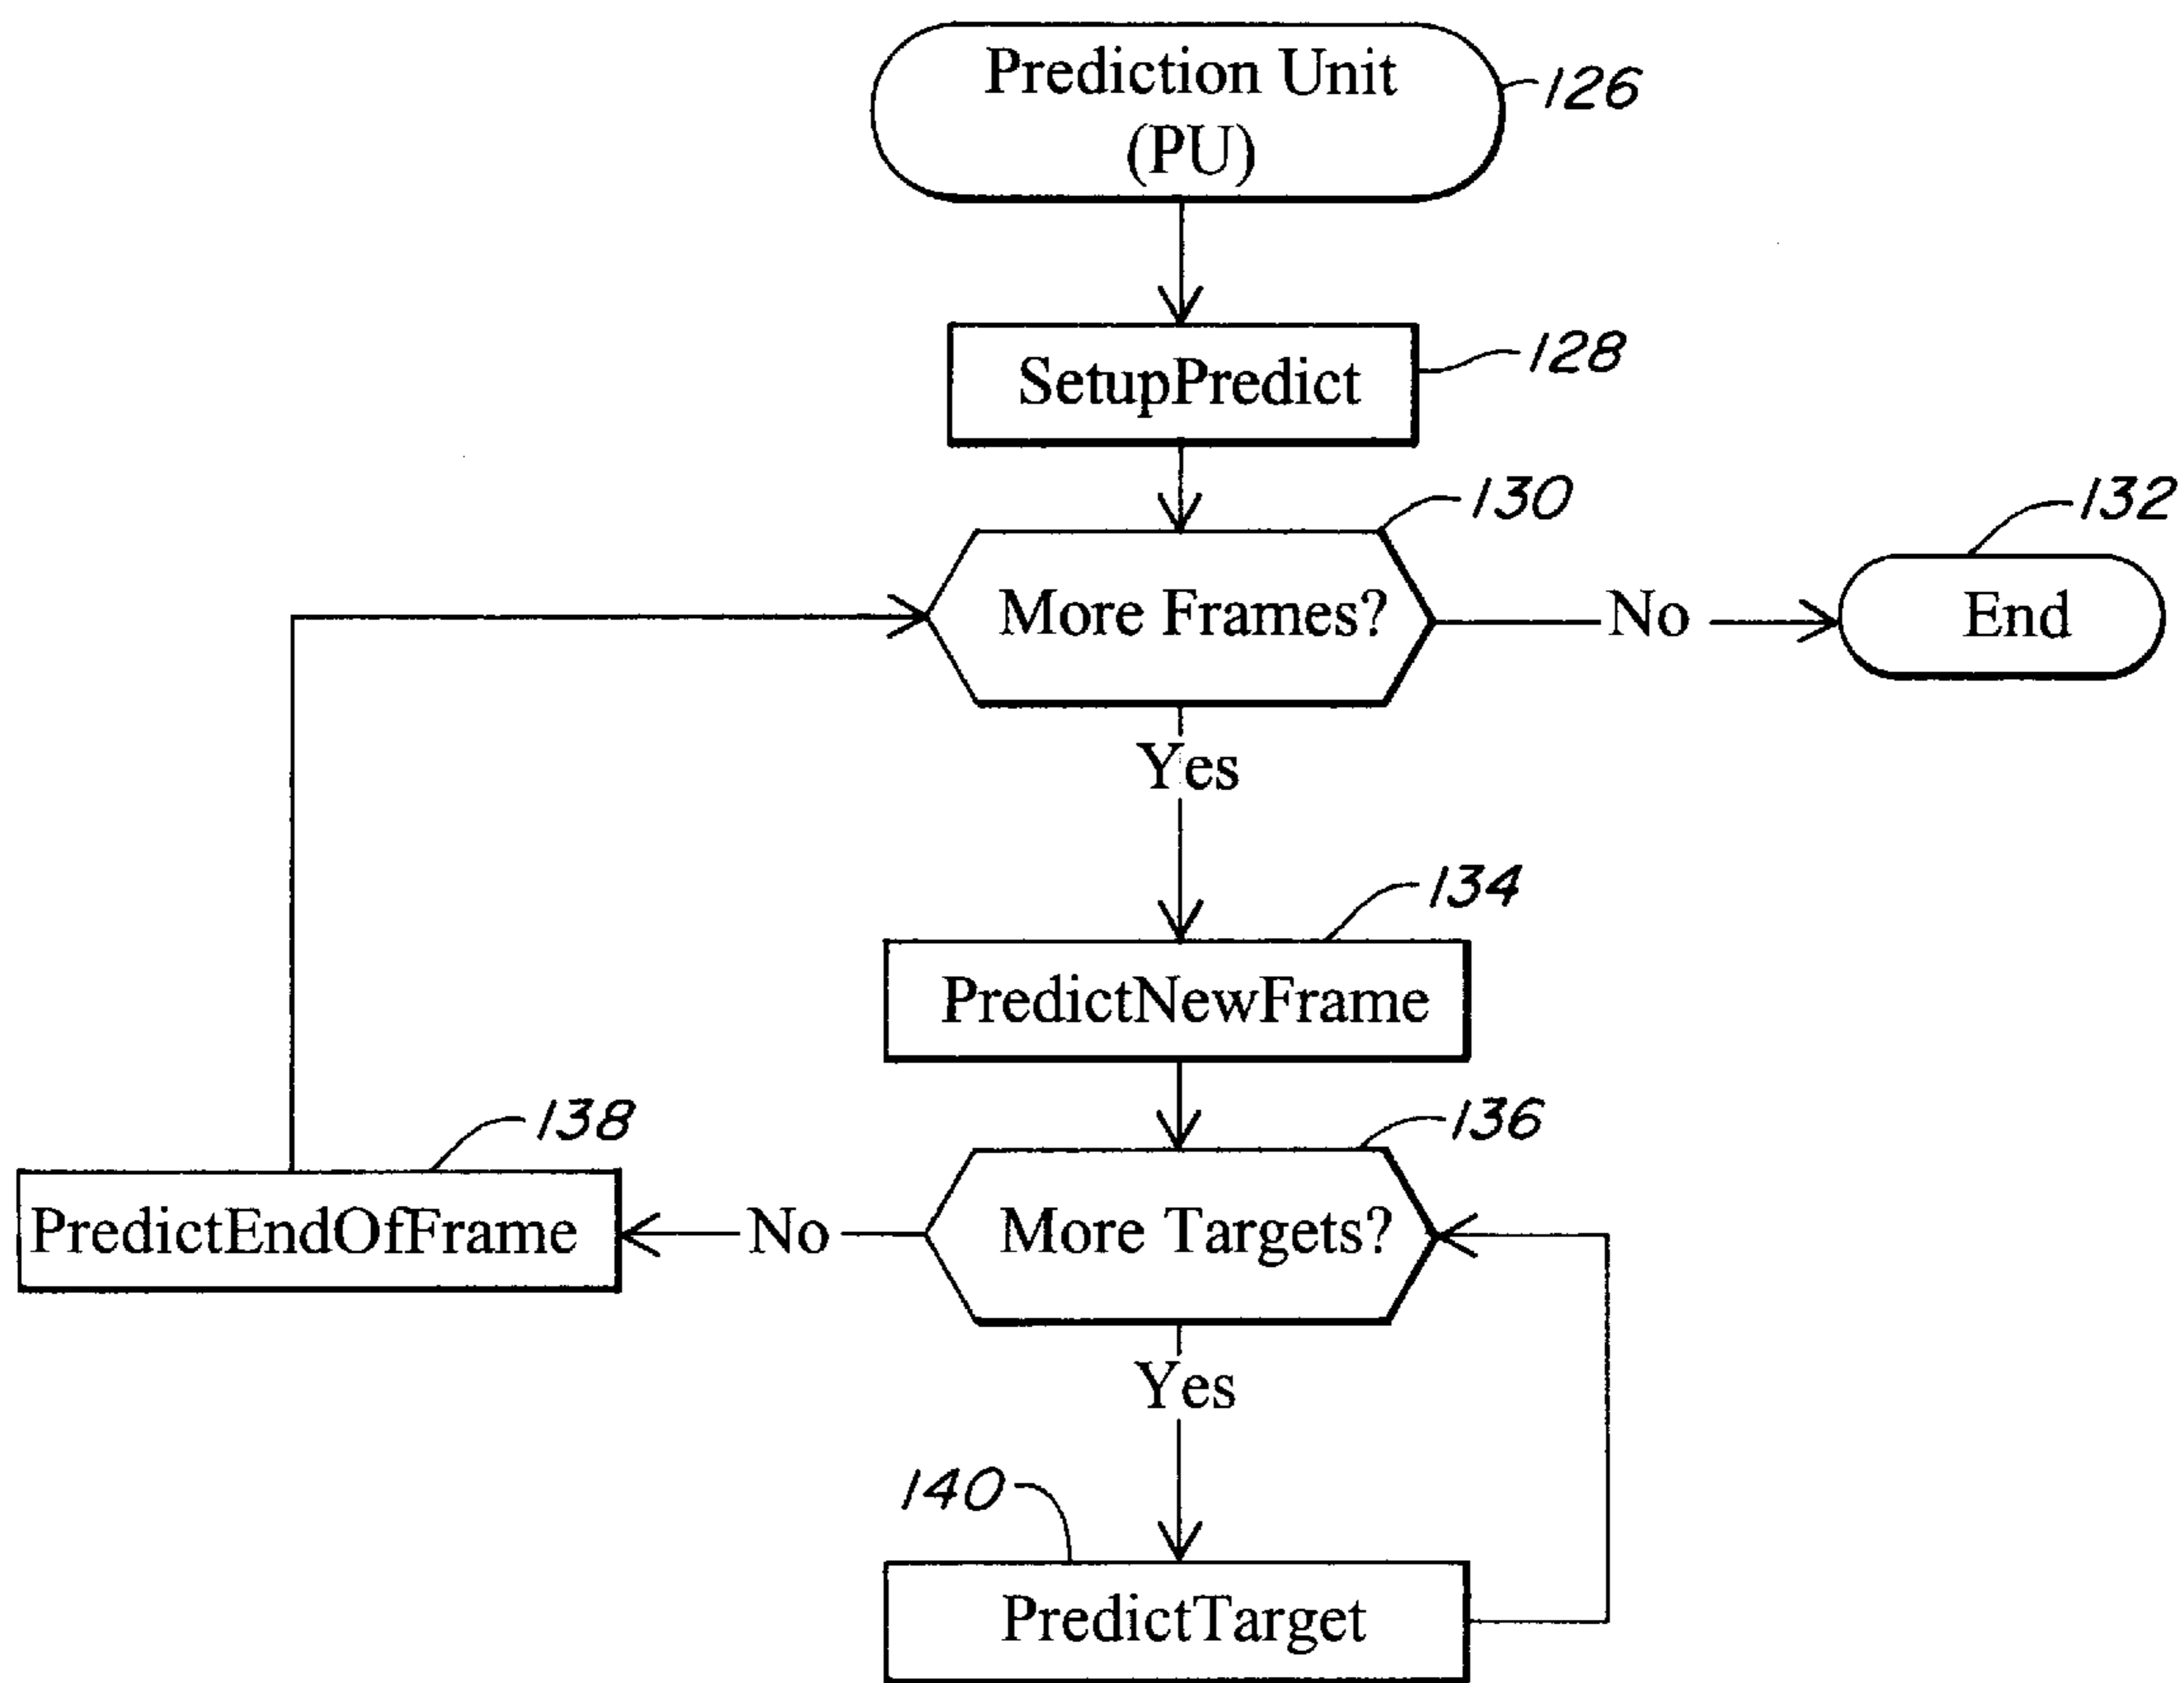 Prediction Unit
(PU)
126
SetupPredict
128
More Frames?
130
No
End
132
Yes
PredictNewFrame
134
More Targets?
136
No
PredictEndOfFrame
138
Yes
PredictTarget
140